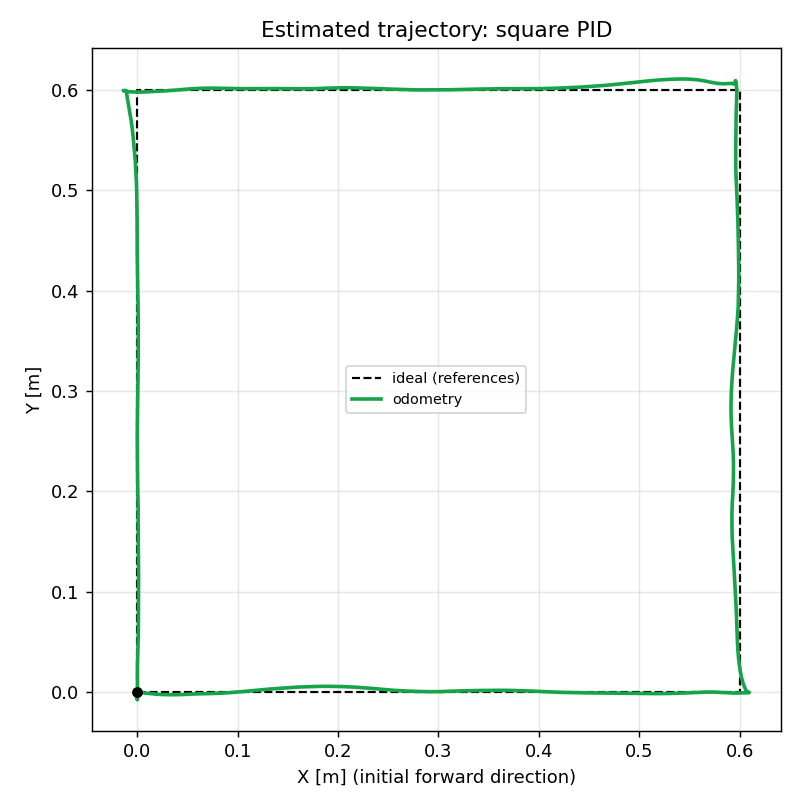 Estimated trajectory: square PID
Y [m]
0.6
0.5
0.4
0.3
0.2
0.1
0.0
ideal (references)
odometry
0.0 0.1 0.2 0.3 0.4 0.5 0.6
X [m] (initial forward direction)